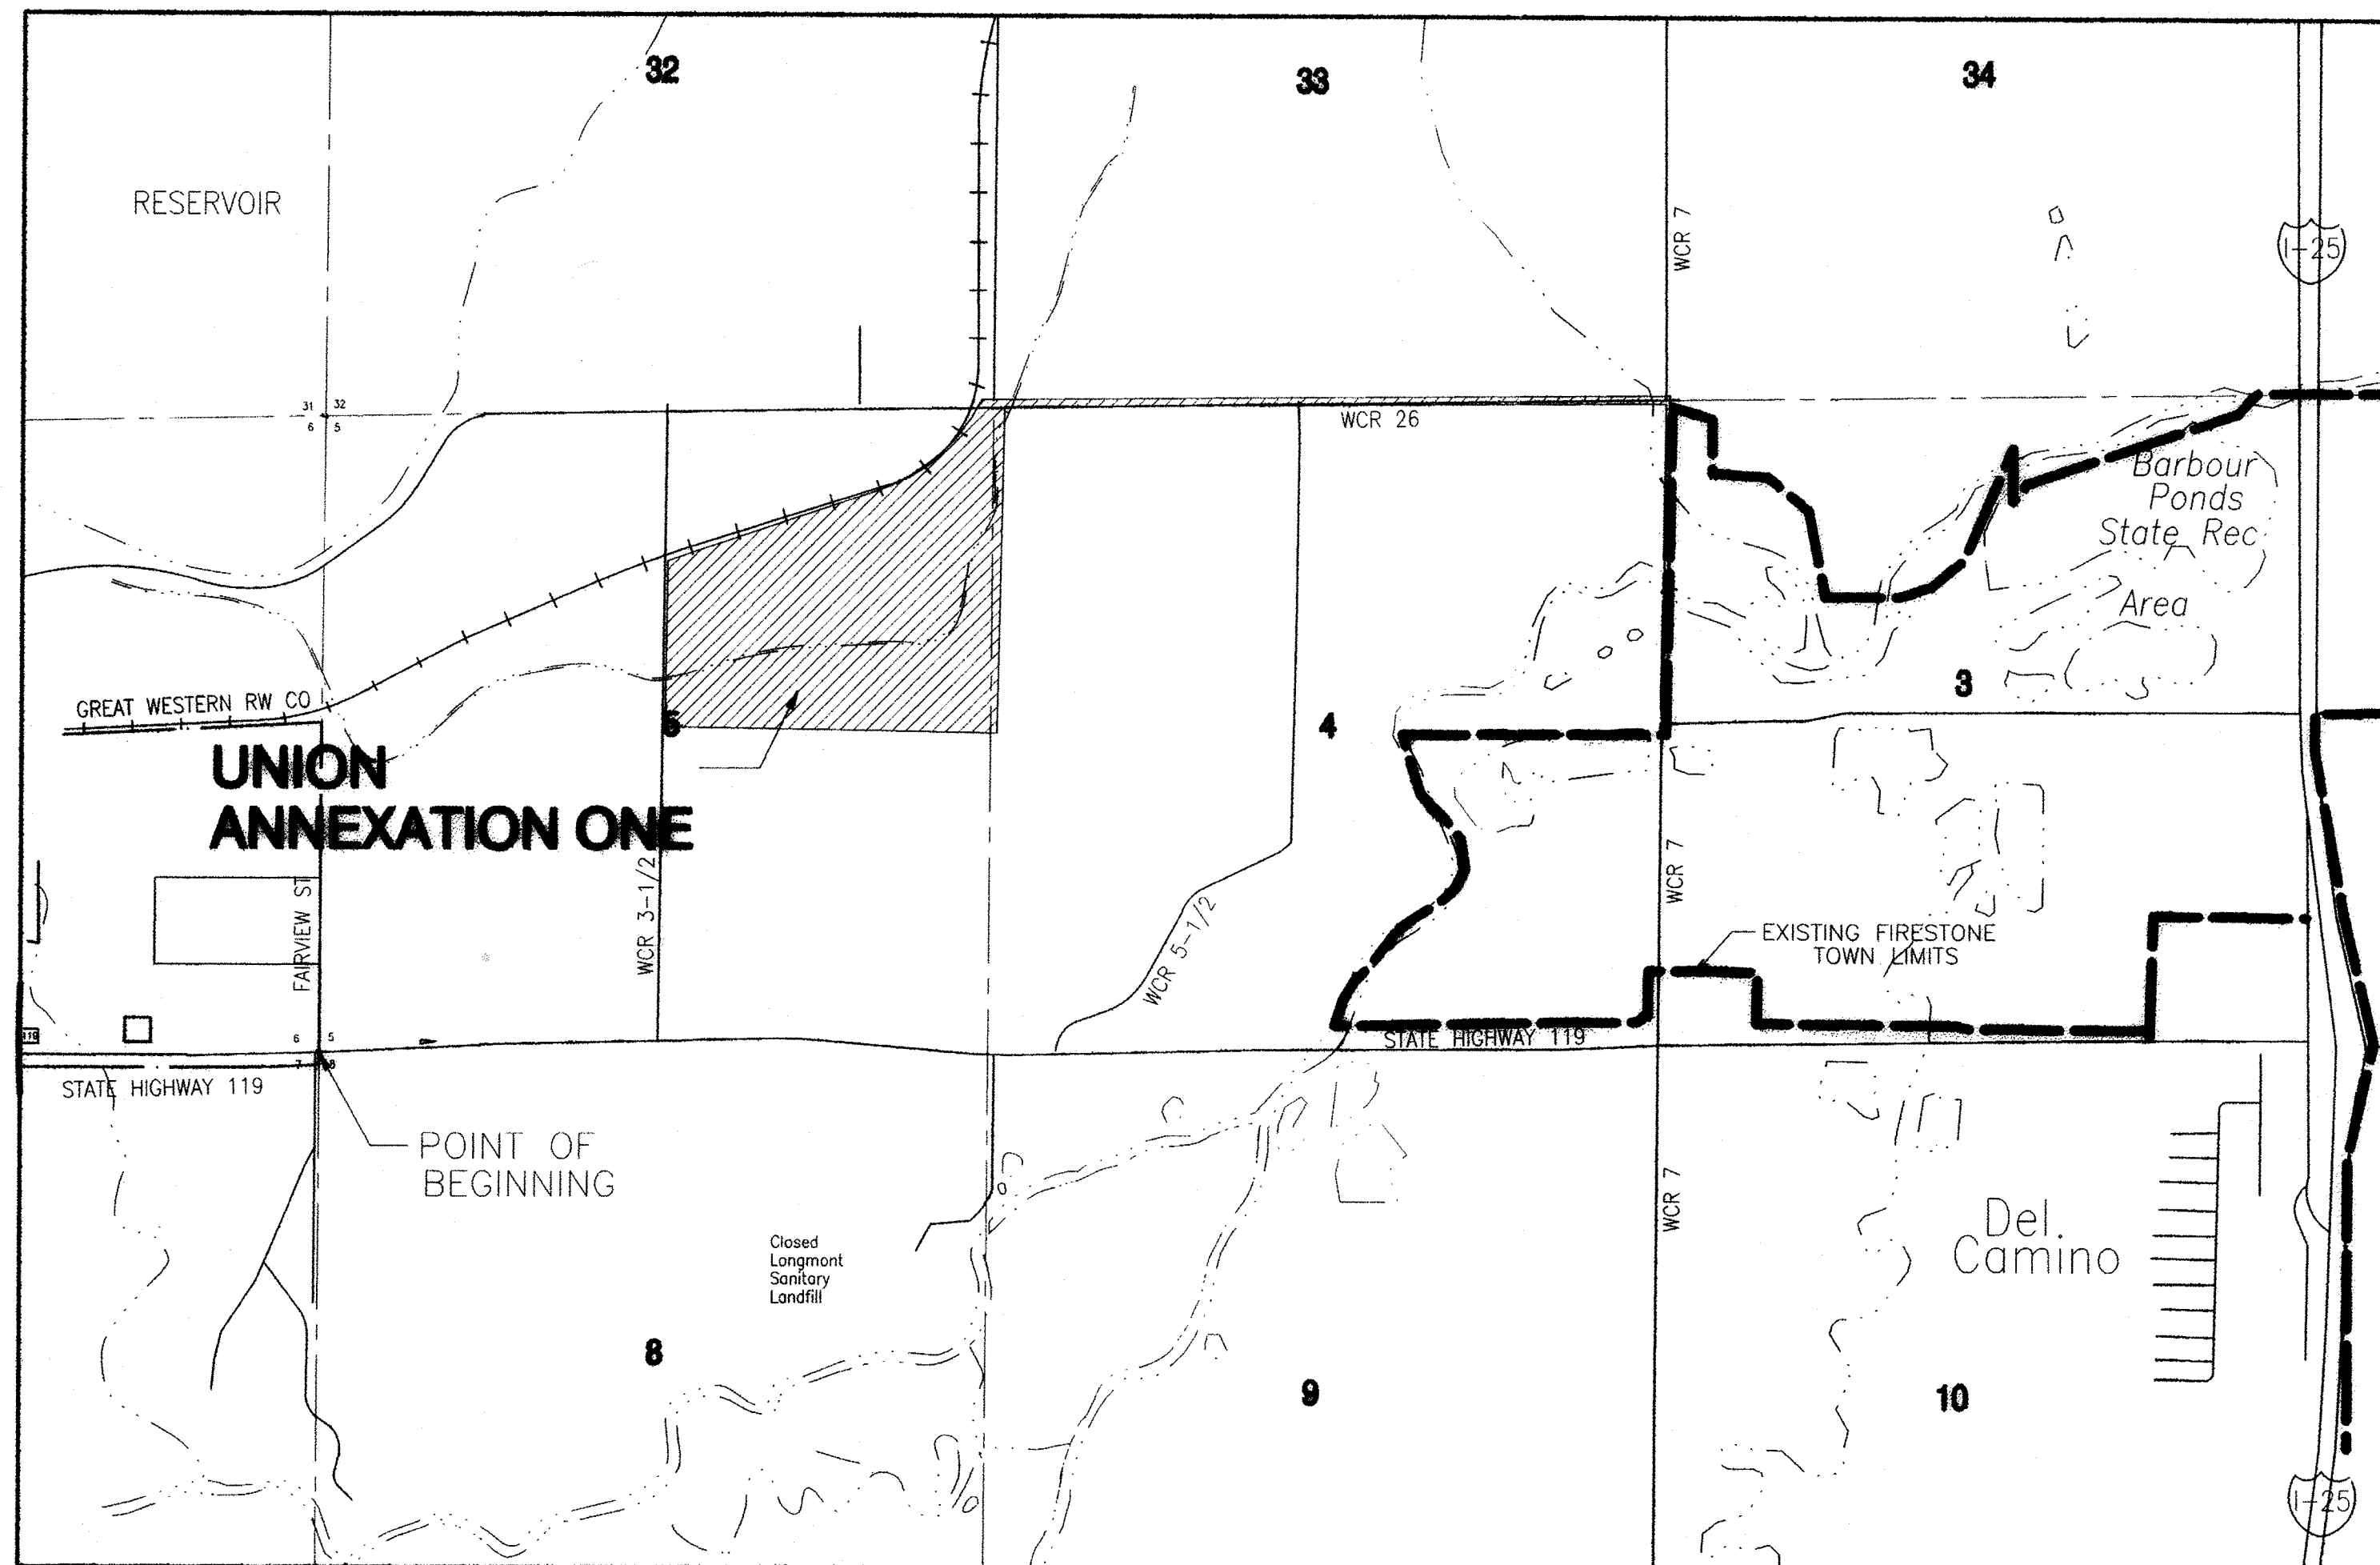 32
33
34
RESERVOIR
WCR 7
I-25
31 32
6 5
WCR 26
Barbour
Ponds
State Rec
Area
3
GREAT WESTERN RW CO
5
4
UNION
ANNEXATION ONE
FAIRVIEW ST
WCR 3-1/2
WCR 5-1/2
WCR 7
EXISTING FIRESTONE
TOWN LIMITS
119
6 5
7 8
STATE HIGHWAY 119
STATE HIGHWAY 119
POINT OF
BEGINNING
WCR 7
Closed
Longmont
Sanitary
Landfill
Del.
Camino
8
9
10
I-25